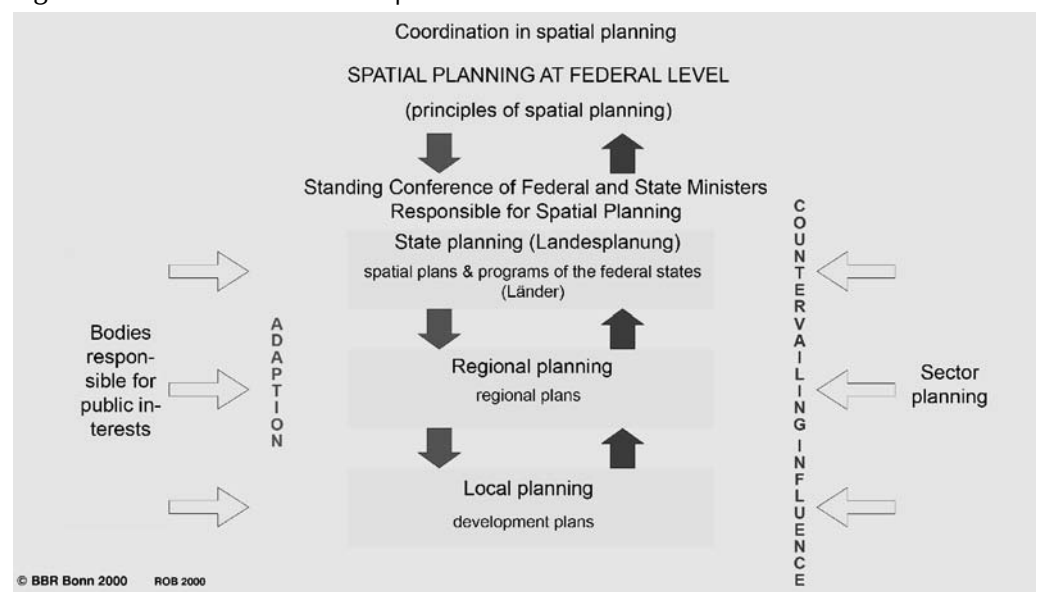 Coordination in spatial planning
SPATIAL PLANNING AT FEDERAL LEVEL
(principles of spatial planning)
Standing Conference of Federal and State Ministers
Responsible for Spatial Planning
State planning (Landesplanung)
spatial plans & programs of the federal states
(Länder)
Bodies
respon-
sible for
public in-
terests
ADAPTION
Regional planning
regional plans
Local planning
development plans
COUNTERVAILING INFLUENCE
Sector
planning
© BBR Bonn 2000 ROB 2000